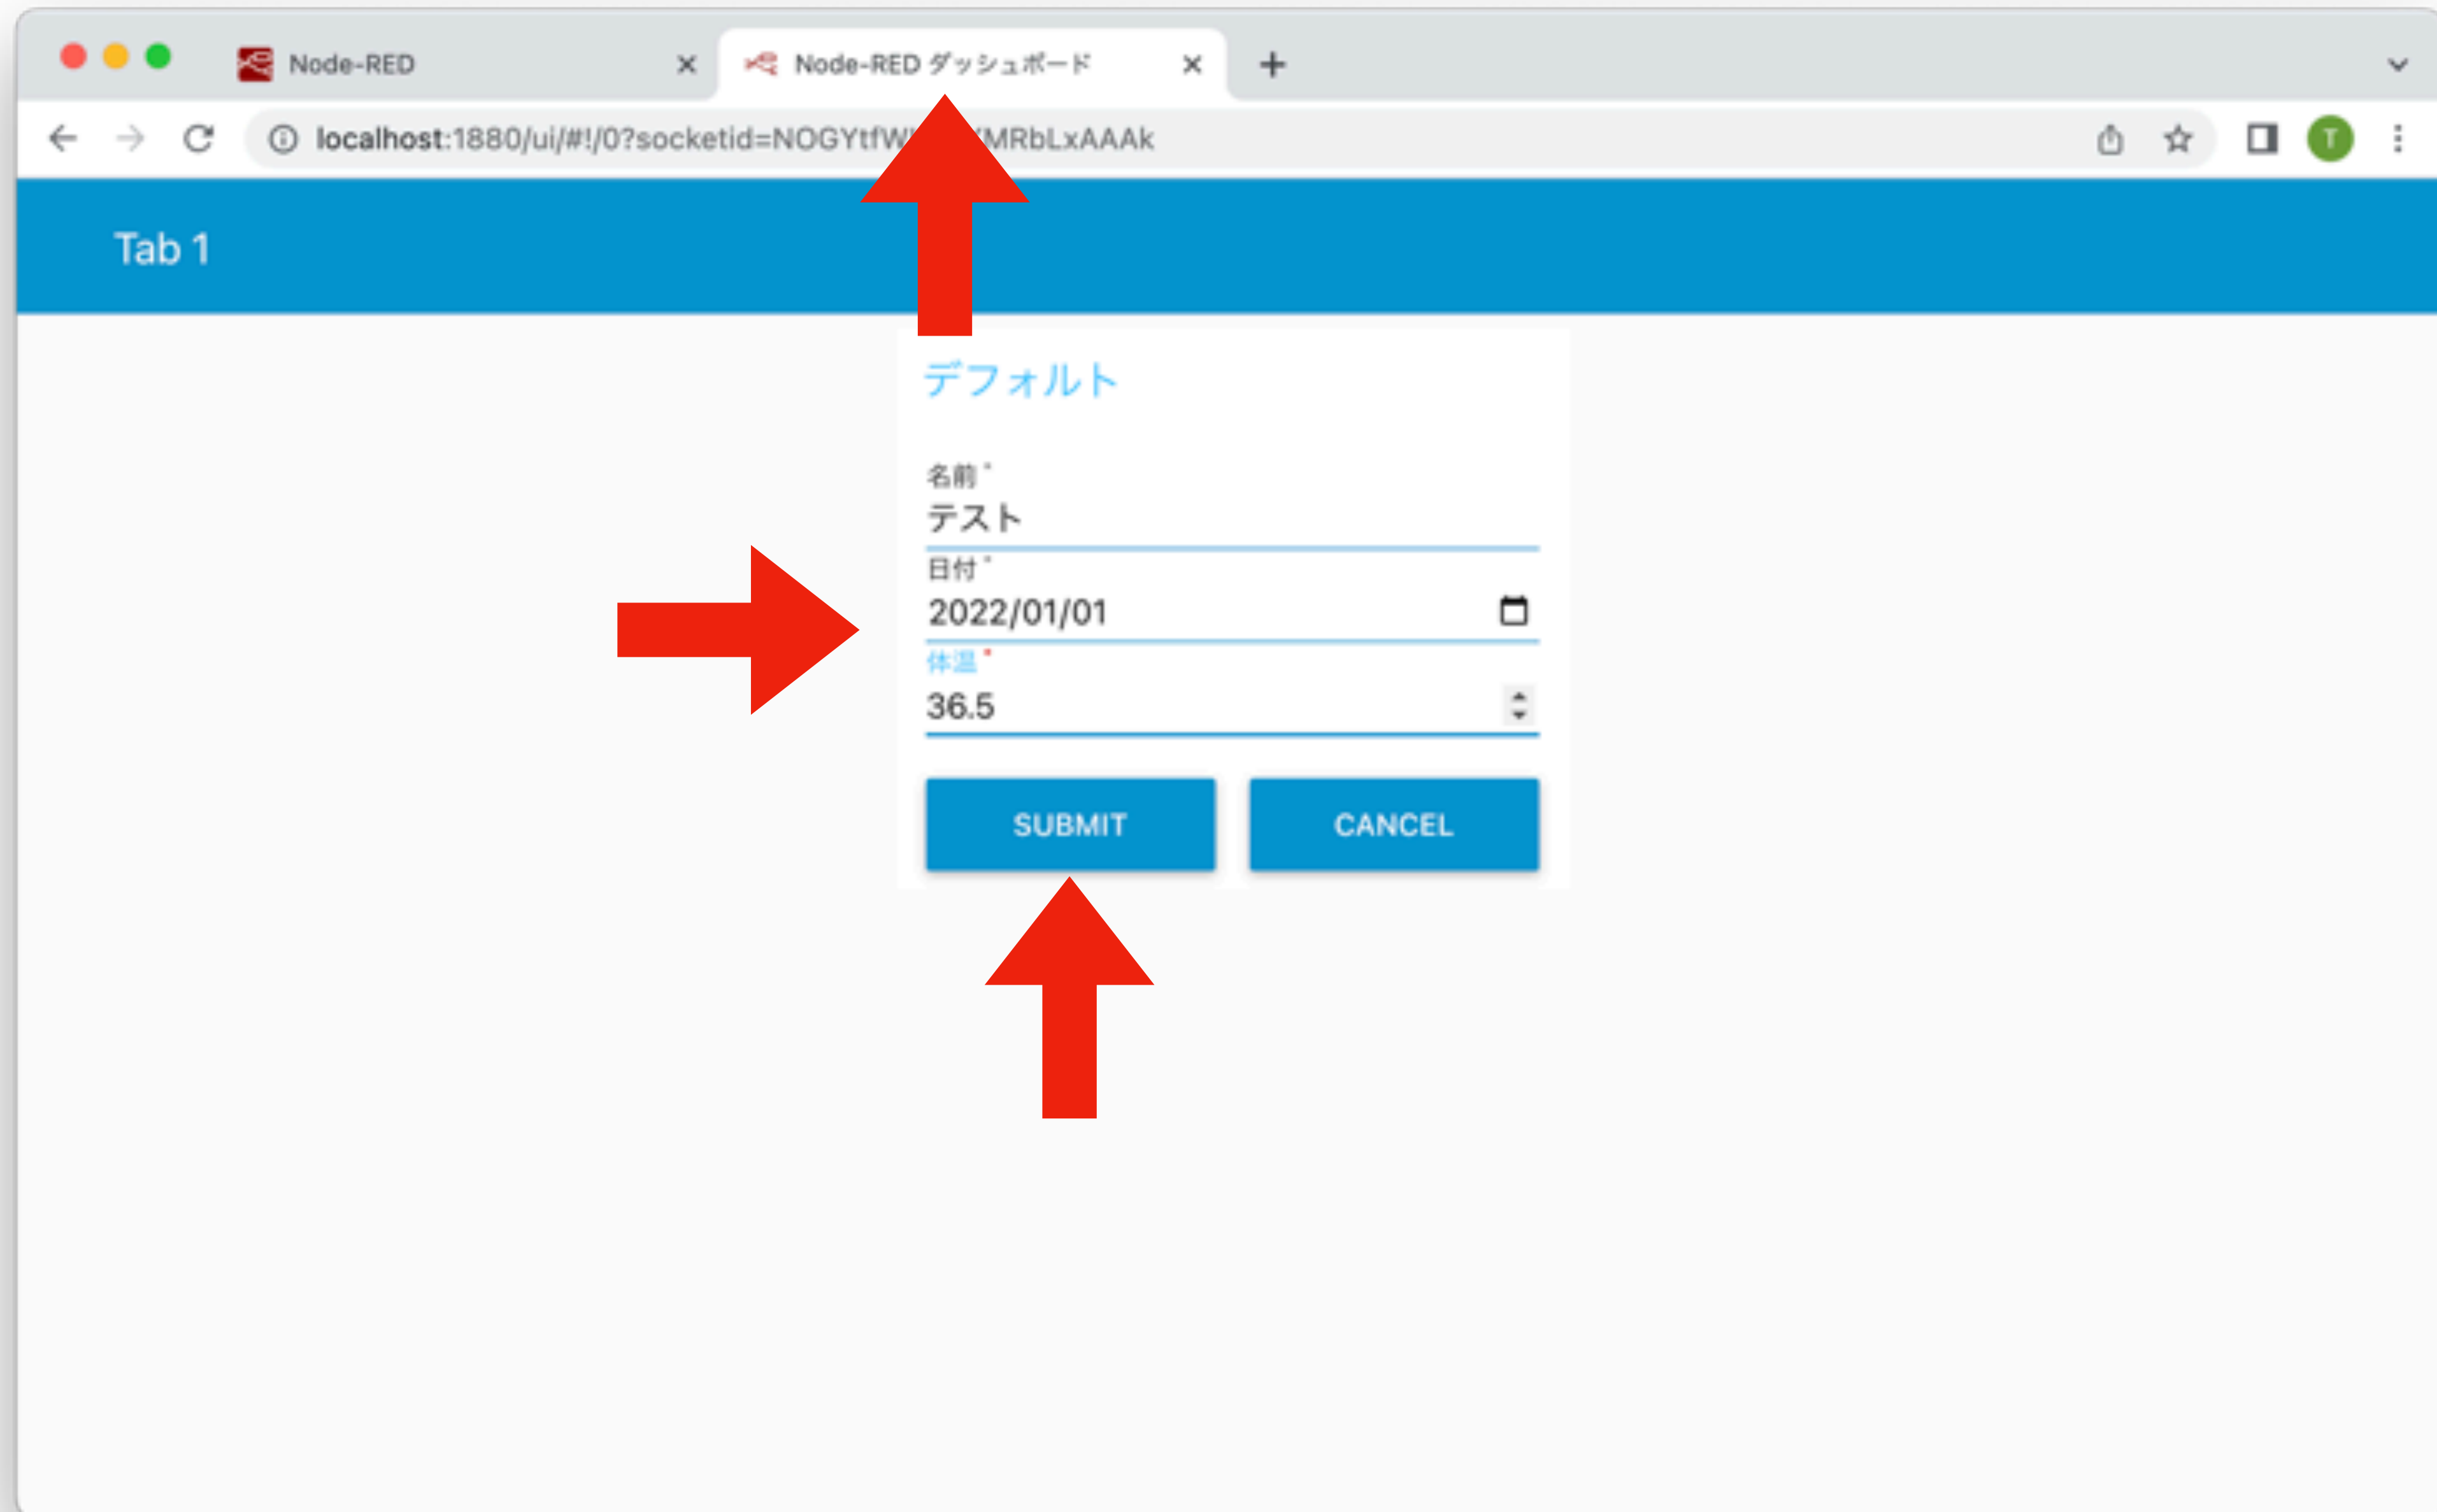 Node-RED
Node-RED ダッシュボード
localhost:1880/ui/#!/0?socketid=NOGYtfW MRbLxAAAk
T
Tab 1
デフォルト
名前 *
テスト
日付 *
2022/01/01
体温 *
36.5
SUBMIT CANCEL